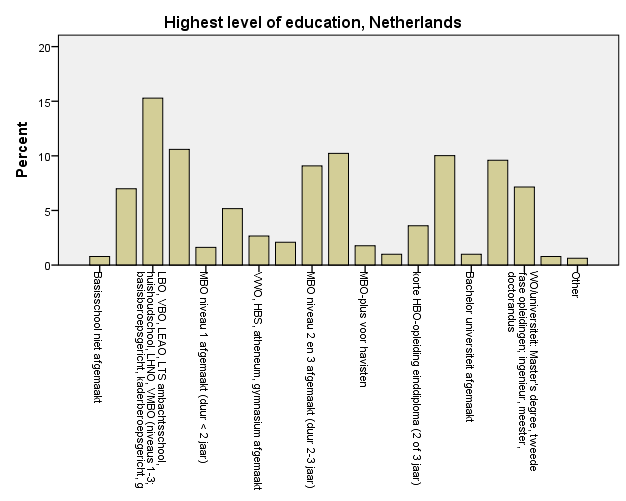 Highest level of education, Netherlands
Percent
20
15
10
5
0
Basisschool niet afgemaakt
LBO, VBO, LEAO, LTS ambachtsschool,
huishoudschool, LHNO, VMBO (niveaus 1-3;
basisberoepsgericht, kaderberoepsgericht, g
MBO niveau 1 afgemaakt (duur < 2 jaar)
VWO, HBS, atheneum, gymnasium afgemaakt
MBO niveau 2 en 3 afgemaakt (duur 2-3 jaar)
MBO-plus voor havisten
korte HBO-opleiding einddiploma (2 of 3 jaar)
Bachelor universiteit afgemaakt
WO/universiteit: Master's degree, tweede
fase opleidingen; ingenieur, meester,
doctorandus
Other